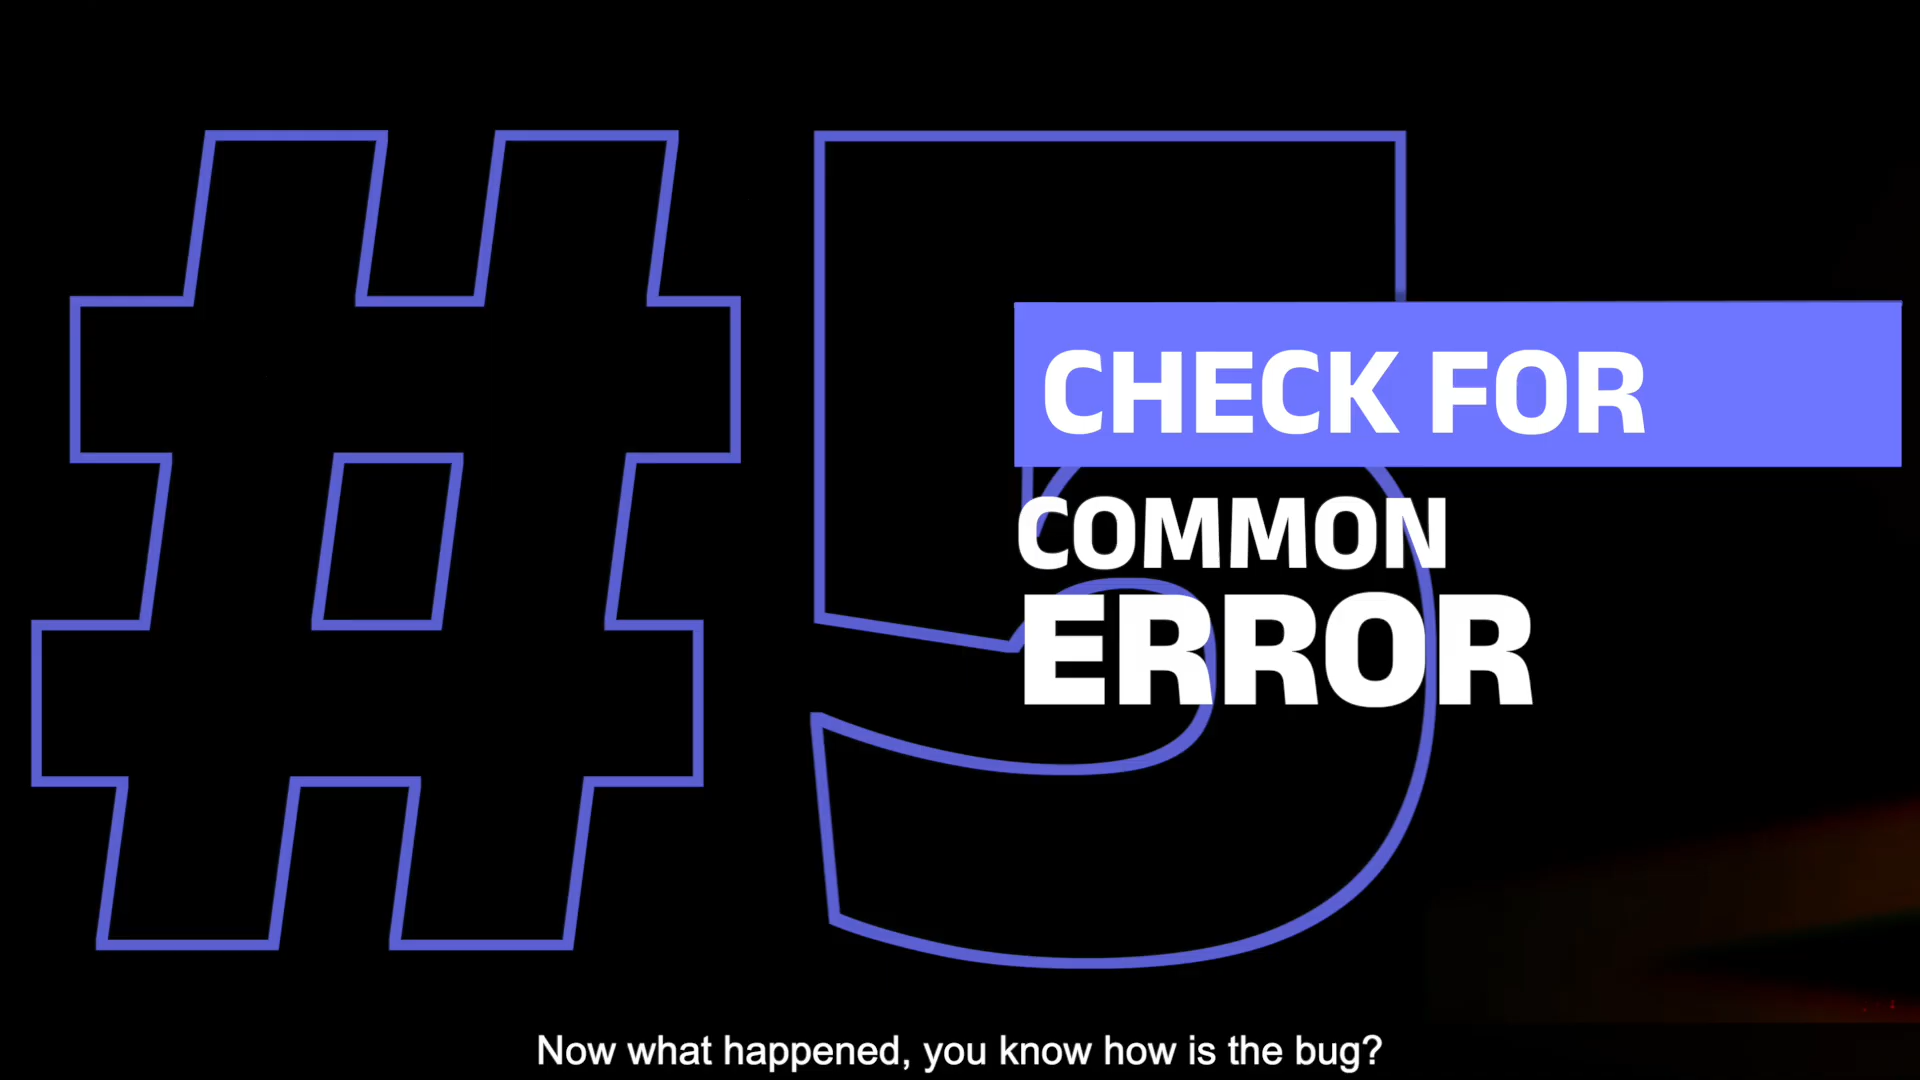 #5
CHECK FOR
COMMON
ERROR
Now what happened, you know how is the bug?